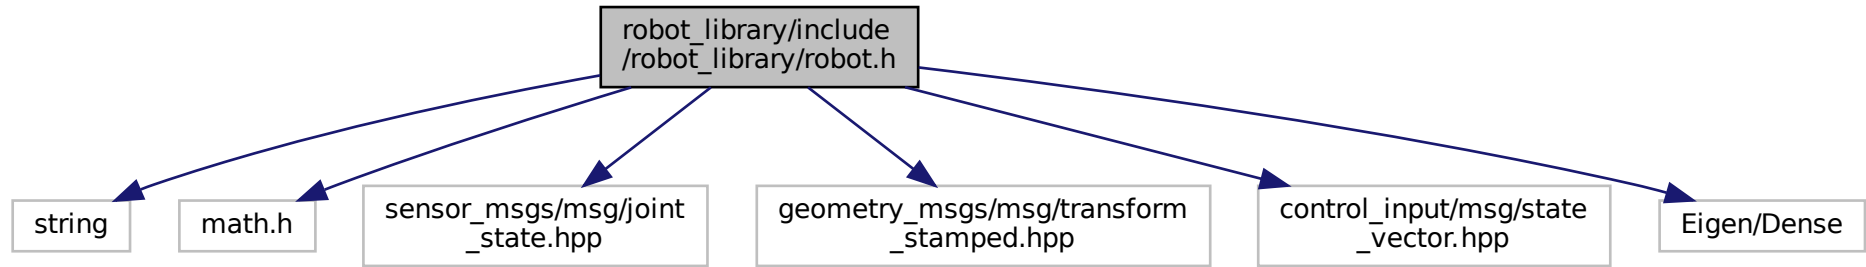 robot_library/include
/robot_library/robot.h
string
math.h
sensor_msgs/msg/joint
_state.hpp
geometry_msgs/msg/transform
_stamped.hpp
control_input/msg/state
_vector.hpp
Eigen/Dense